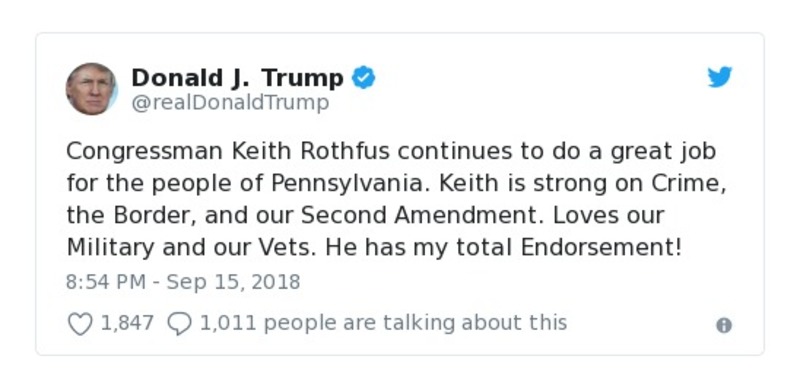 Donald J. Trump
@realDonaldTrump
Congressman Keith Rothfus continues to do a great job
for the people of Pennsylvania. Keith is strong on Crime,
the Border, and our Second Amendment. Loves our
Military and our Vets. He has my total Endorsement!
8:54 PM - Sep 15, 2018
1,847 1,011 people are talking about this